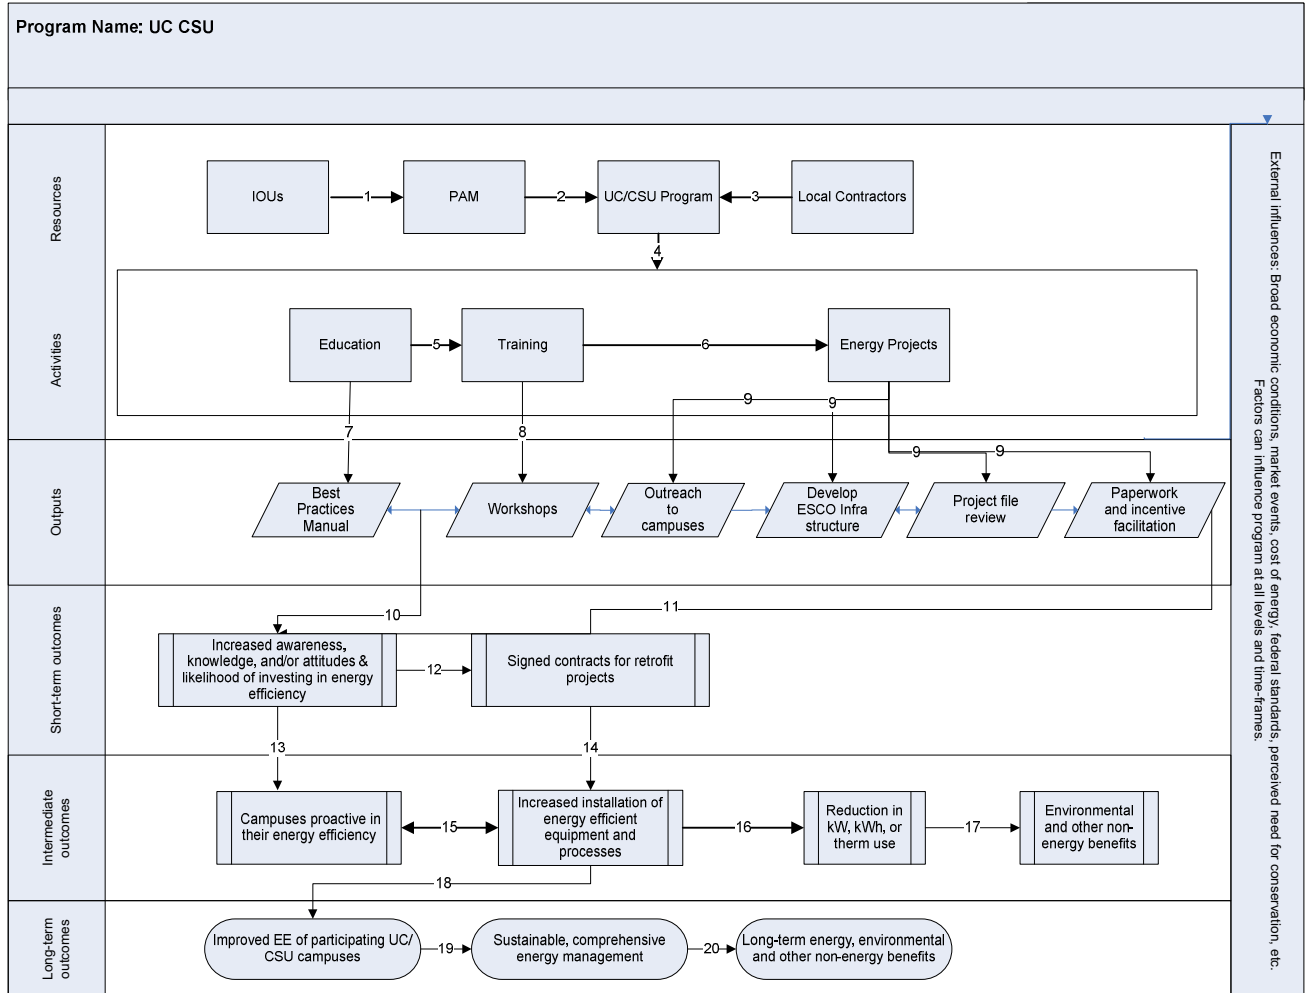 Program Name: UC CSU
Resources
IOUs
1
PAM
2
UC/CSU Program
3
Local Contractors
4
Activities
Education
5
Training
6
Energy Projects
9
9
7
8
9
9
Outputs
Best
Practices
Manual
Workshops
Outreach
to
campuses
Develop
ESCO Infra
structure
Project file
review
Paperwork
and incentive
facilitation
10
11
Short-term outcomes
Increased awareness,
knowledge, and/or attitudes &
likelihood of investing in energy
efficiency
12
Signed contracts for retrofit
projects
13
14
Intermediate
outcomes
Campuses proactive in
their energy efficiency
15
Increased installation of
energy efficient
equipment and
processes
16
Reduction in
kW, kWh, or
therm use
17
Environmental
and other non-
energy benefits
18
Long-term
outcomes
Improved EE of participating UC/
CSU campuses
19
Sustainable, comprehensive
energy management
20
Long-term energy, environmental
and other non-energy benefits
External influences: Broad economic conditions, market events, cost of energy, federal standards, perceived need for conservation, etc.
Factors can influence program at all levels and time-frames.